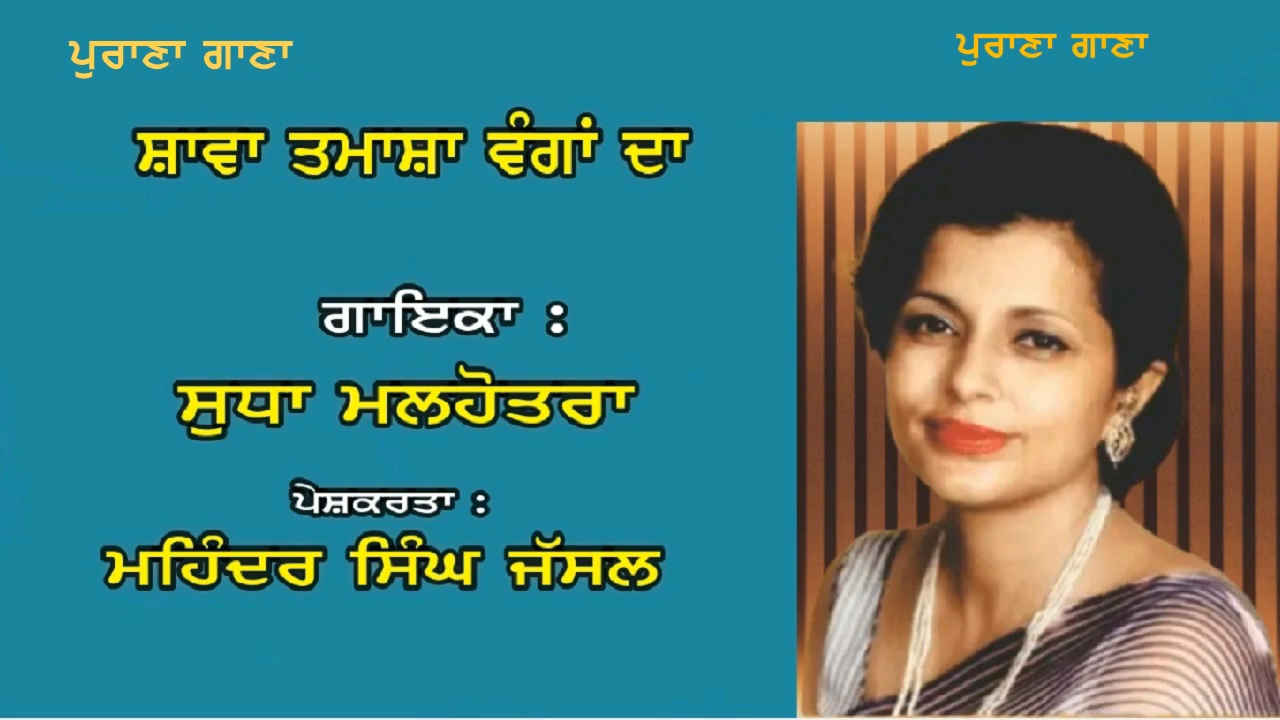 ਪੁਰਾਣਾ ਗਾਣਾ
ਪੁਰਾਣਾ ਗਾਣਾ
ਸ਼ਾਵਾ ਤਮਾਸ਼ਾ ਵੰਗਾਂ ਦਾ
ਗਾਇਕਾ :
ਸੁਧਾ ਮਲਹੋਤਰਾ
ਪੇਸ਼ਕਰਤਾ :
ਮਹਿੰਦਰ ਸਿੰਘ ਜੱਸਲ